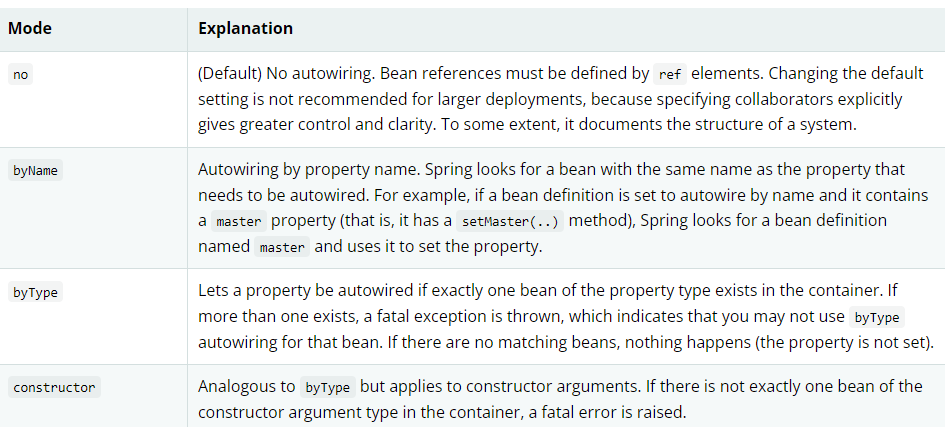 Mode Explanation
no (Default) No autowiring. Bean references must be defined by ref elements. Changing the default
setting is not recommended for larger deployments, because specifying collaborators explicitly
gives greater control and clarity. To some extent, it documents the structure of a system.
byName Autowiring by property name. Spring looks for a bean with the same name as the property that
needs to be autowired. For example, if a bean definition is set to autowire by name and it contains
a master property (that is, it has a setMaster(..) method), Spring looks for a bean definition
named master and uses it to set the property.
byType Lets a property be autowired if exactly one bean of the property type exists in the container. If
more than one exists, a fatal exception is thrown, which indicates that you may not use byType
autowiring for that bean. If there are no matching beans, nothing happens (the property is not set).
constructor Analogous to byType but applies to constructor arguments. If there is not exactly one bean of the
constructor argument type in the container, a fatal error is raised.